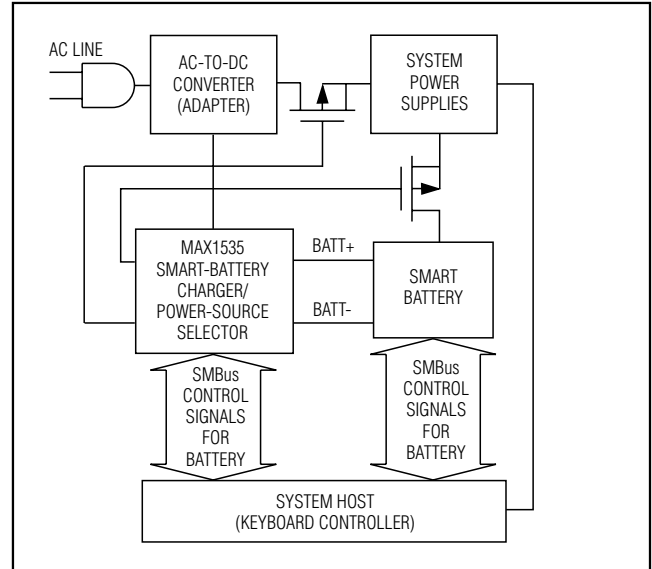 AC LINE
AC-TO-DC
CONVERTER
(ADAPTER)
SYSTEM
POWER
SUPPLIES
MAX1535
SMART-BATTERY
CHARGER/
POWER-SOURCE
SELECTOR
BATT+
BATT-
SMART
BATTERY
SMBus
CONTROL
SIGNALS
FOR
BATTERY
SMBus
CONTROL
SIGNALS
FOR
BATTERY
SYSTEM HOST
(KEYBOARD CONTROLLER)